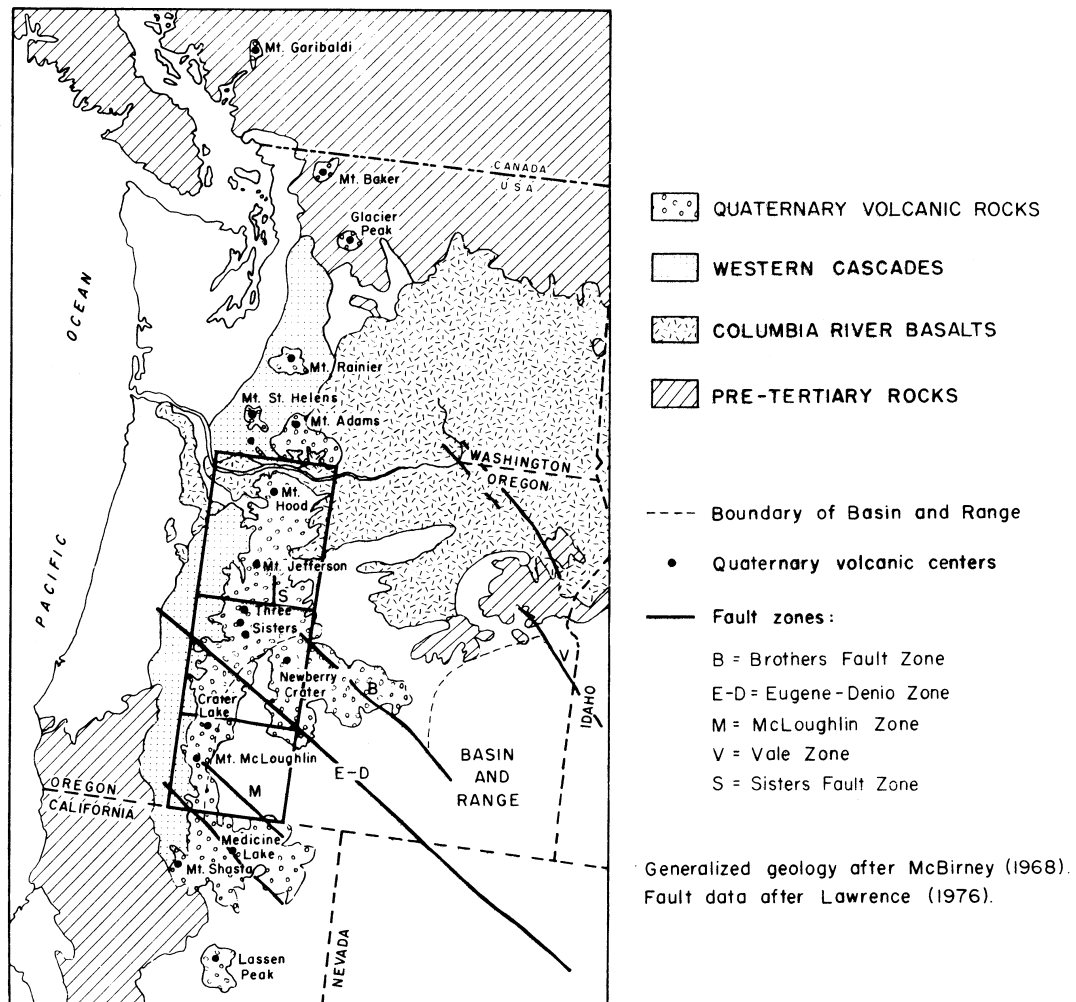 Mt. Garibaldi
CANADA
USA
Mt. Baker
Glacier
Peak
OCEAN
PACIFIC
Mt. Rainier
Mt. St. Helens
Mt. Adams
WASHINGTON
OREGON
Mt.
Hood
Mt. Jefferson
S
Three
Sisters
Newberry
Crater
B
V
IDAHO
Crater
Lake
Mt. McLoughlin
E-D
BASIN
AND
RANGE
M
OREGON
CALIFORNIA
Medicine
Lake
Mt. Shasta
NEVADA
Lassen
Peak
QUATERNARY VOLCANIC ROCKS
WESTERN CASCADES
COLUMBIA RIVER BASALTS
PRE-TERTIARY ROCKS
Boundary of Basin and Range
Quaternary volcanic centers
Fault zones:
B = Brothers Fault Zone
E-D = Eugene-Denio Zone
M = McLoughlin Zone
V = Vale Zone
S = Sisters Fault Zone
Generalized geology after McBirney (1968).
Fault data after Lawrence (1976).